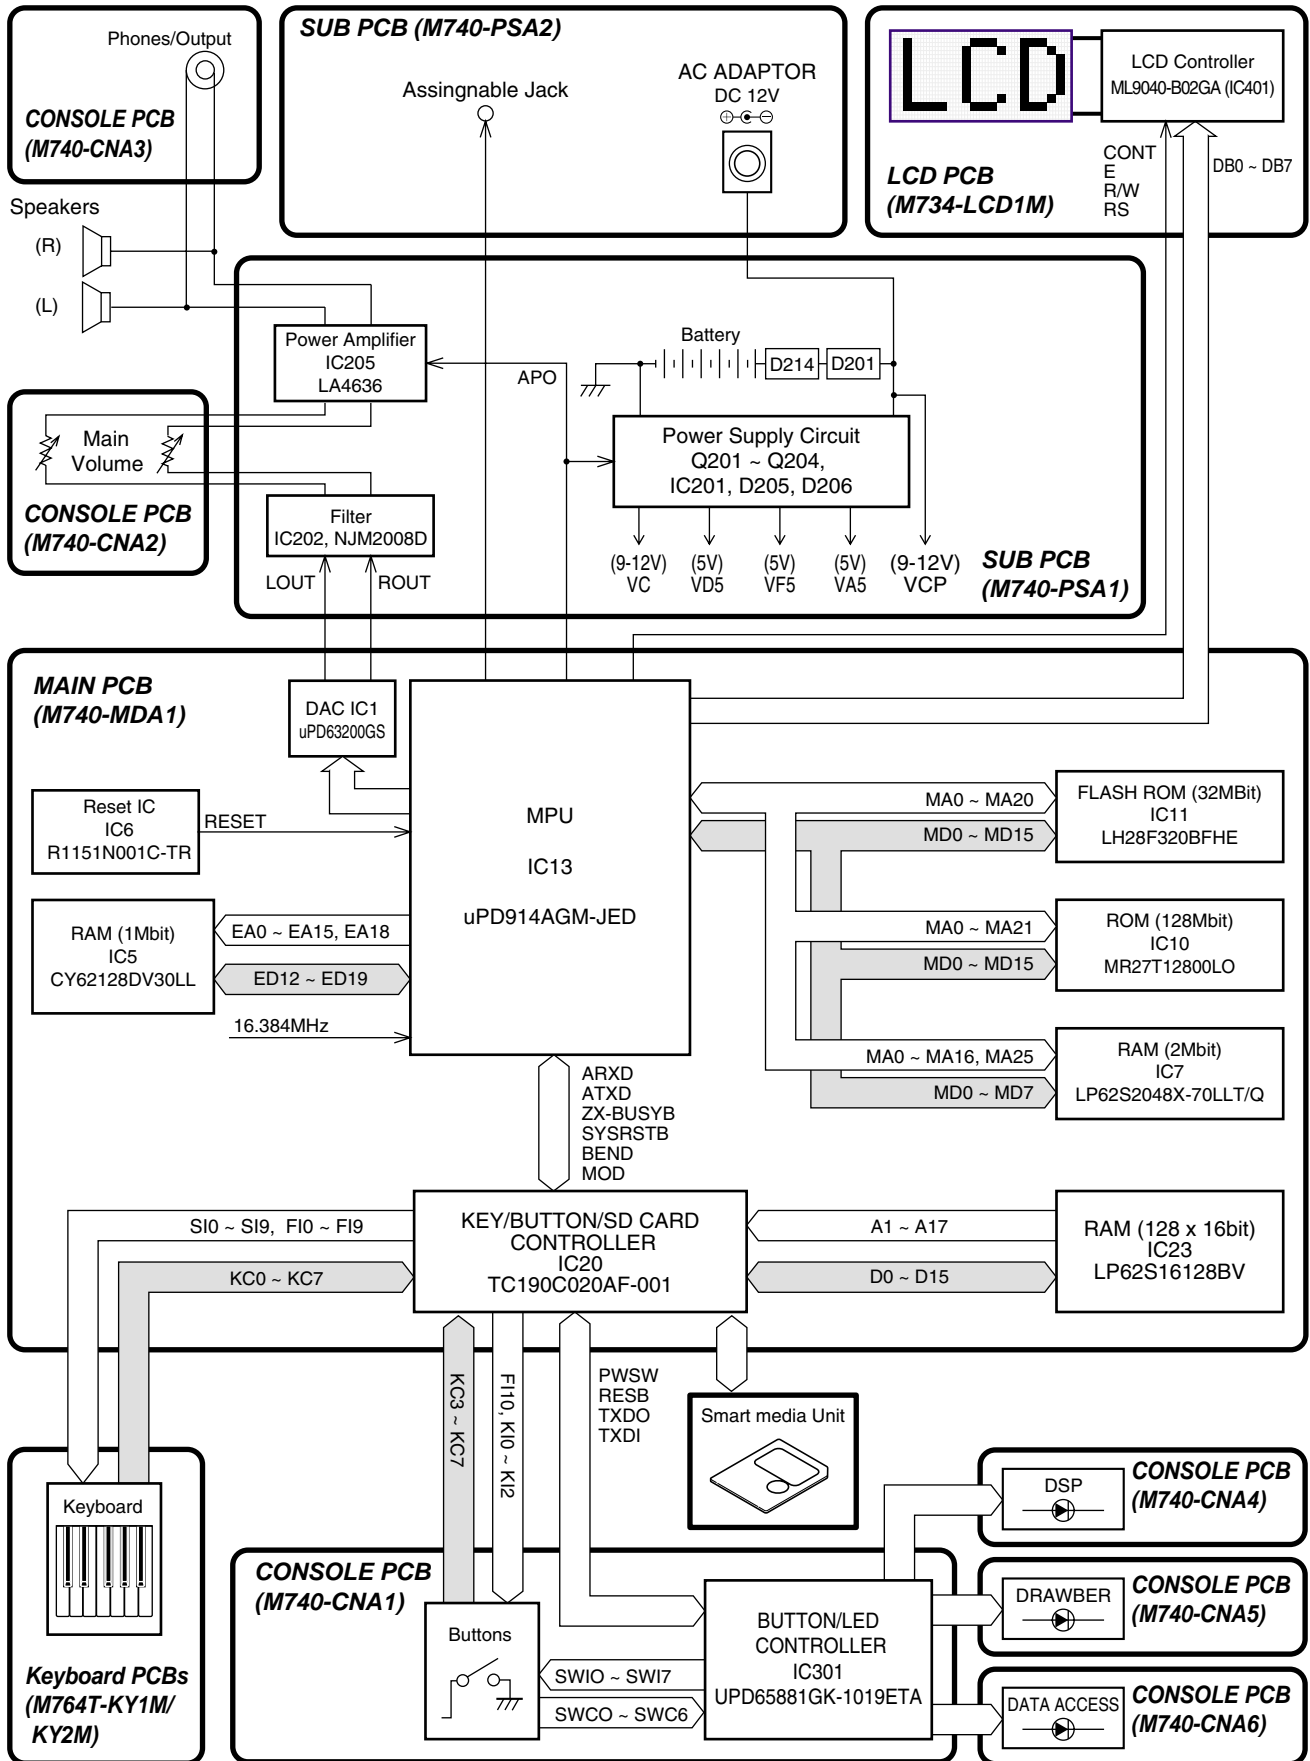 Phones/Output
CONSOLE PCB
(M740-CNA3)
SUB PCB (M740-PSA2)
Assingnable Jack
AC ADAPTOR
DC 12V
LCD
LCD Controller
ML9040-B02GA (IC401)
CONT
E
R/W
RS
DB0 ~ DB7
LCD PCB
(M734-LCD1M)
Speakers
(R)
(L)
Power Amplifier
IC205
LA4636
APO
Battery
D214
D201
Power Supply Circuit
Q201 ~ Q204,
IC201, D205, D206
(9-12V)
VC
(5V)
VD5
(5V)
VF5
(5V)
VA5
(9-12V)
VCP
SUB PCB
(M740-PSA1)
Main
Volume
CONSOLE PCB
(M740-CNA2)
Filter
IC202, NJM2008D
LOUT
ROUT
MAIN PCB
(M740-MDA1)
DAC IC1
uPD63200GS
MPU
IC13
uPD914AGM-JED
Reset IC
IC6
R1151N001C-TR
RESET
RAM (1Mbit)
IC5
CY62128DV30LL
EA0 ~ EA15, EA18
ED12 ~ ED19
16.384MHz
MA0 ~ MA20
MD0 ~ MD15
FLASH ROM (32MBit)
IC11
LH28F320BFHE
MA0 ~ MA21
MD0 ~ MD15
ROM (128Mbit)
IC10
MR27T12800LO
MA0 ~ MA16, MA25
MD0 ~ MD7
RAM (2Mbit)
IC7
LP62S2048X-70LLT/Q
ARXD
ATXD
ZX-BUSYB
SYSRSTB
BEND
MOD
SI0 ~ SI9, FI0 ~ FI9
KC0 ~ KC7
KEY/BUTTON/SD CARD
CONTROLLER
IC20
TC190C020AF-001
A1 ~ A17
D0 ~ D15
RAM (128 x 16bit)
IC23
LP62S16128BV
KC3 ~ KC7
FI10, KI0 ~ KI2
PWSW
RESB
TXDO
TXDI
Smart media Unit
Keyboard
Keyboard PCBs
(M764T-KY1M/
KY2M)
CONSOLE PCB
(M740-CNA1)
Buttons
SWIO ~ SWI7
SWCO ~ SWC6
BUTTON/LED
CONTROLLER
IC301
UPD65881GK-1019ETA
DSP
CONSOLE PCB
(M740-CNA4)
DRAWBER
CONSOLE PCB
(M740-CNA5)
DATA ACCESS
CONSOLE PCB
(M740-CNA6)